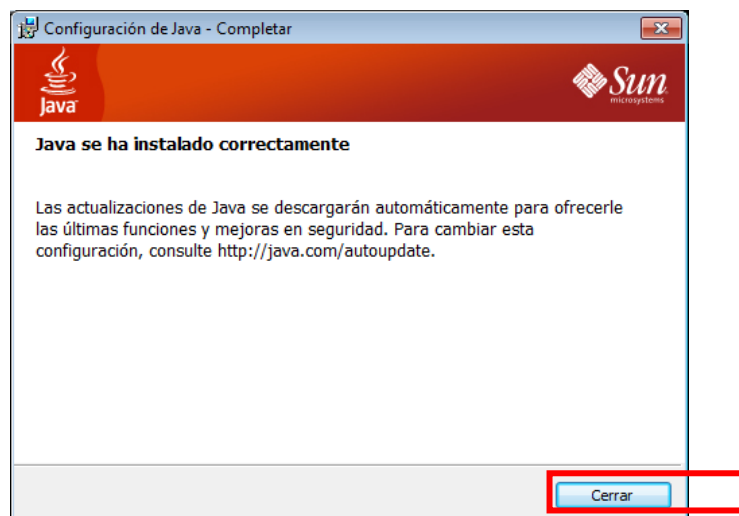 Configuración de Java - Completar
Java
Sun
microsystems
Java se ha instalado correctamente
Las actualizaciones de Java se descargarán automáticamente para ofrecerle
las últimas funciones y mejoras en seguridad. Para cambiar esta
configuración, consulte http://java.com/autoupdate.
Cerrar